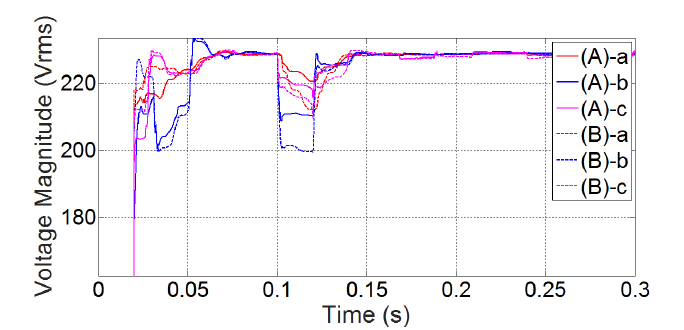 Voltage Magnitude (Vrms)
220
200
180
0
0.05
0.1
0.15
0.2
0.25
0.3
Time (s)
(A)-a
(A)-b
(A)-c
(B)-a
(B)-b
(B)-c